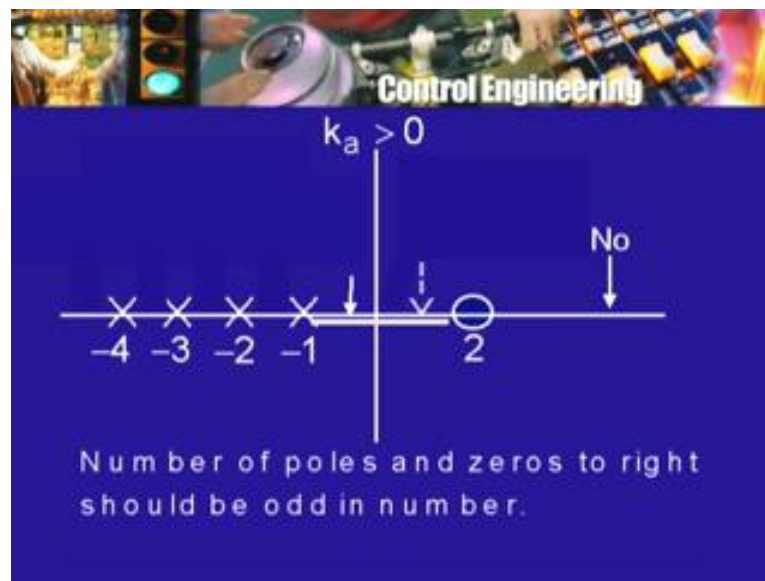 Control Engineering
kₐ > 0
No
−4 −3 −2 −1 2
Number of poles and zeros to right
should be odd in number.